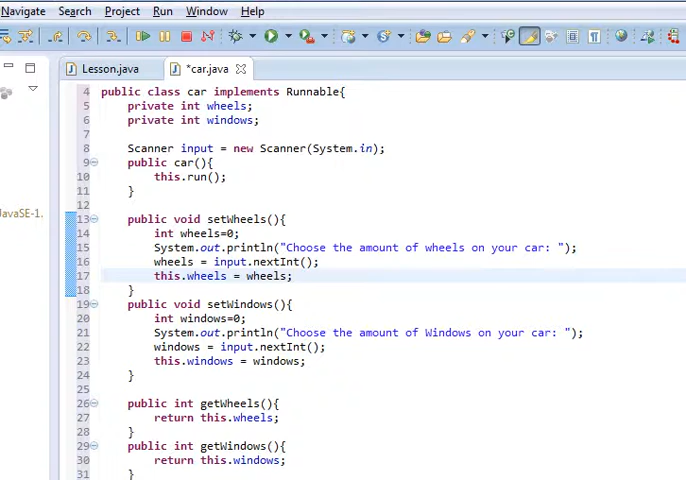 Navigate Search Project Run Window Help
Lesson.java *car.java
4 public class car implements Runnable{
5 private int wheels;
6 private int windows;
7
8 Scanner input = new Scanner(System.in);
9 public car(){
10 this.run();
11 }
12
13 public void setWheels(){
14 int wheels=0;
15 System.out.println("Choose the amount of wheels on your car: ");
16 wheels = input.nextInt();
17 this.wheels = wheels;
18 }
19 public void setWindows(){
20 int windows=0;
21 System.out.println("Choose the amount of Windows on your car: ");
22 windows = input.nextInt();
23 this.windows = windows;
24 }
25
26 public int getWheels(){
27 return this.wheels;
28 }
29 public int getWindows(){
30 return this.windows;
31 }
JavaSE-1.